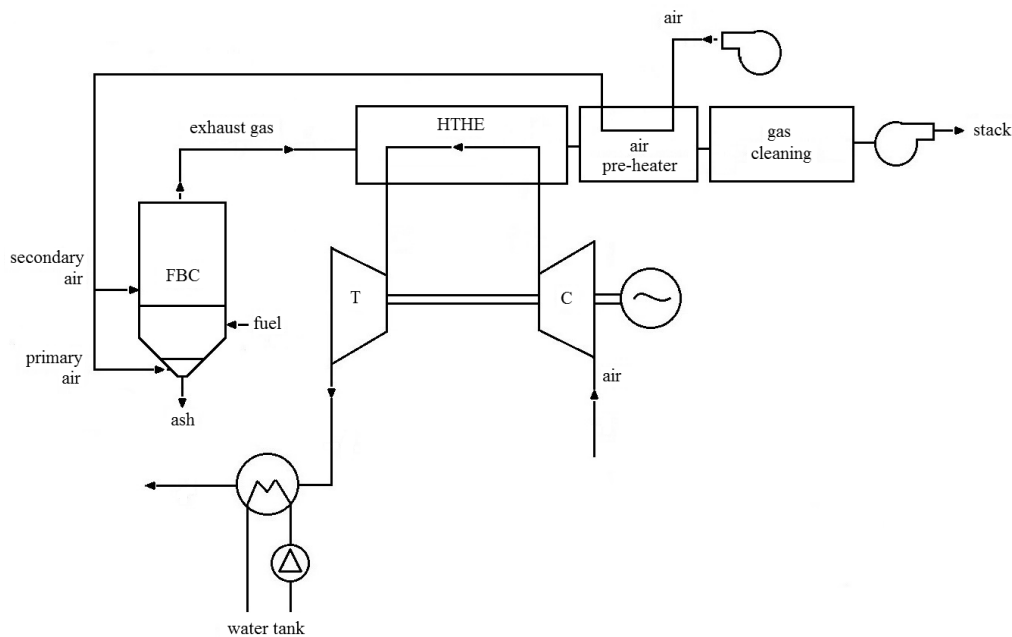 air
exhaust gas
HTHE
air
pre-heater
gas
cleaning
stack
secondary
air
FBC
fuel
primary
air
ash
T
C
air
water tank